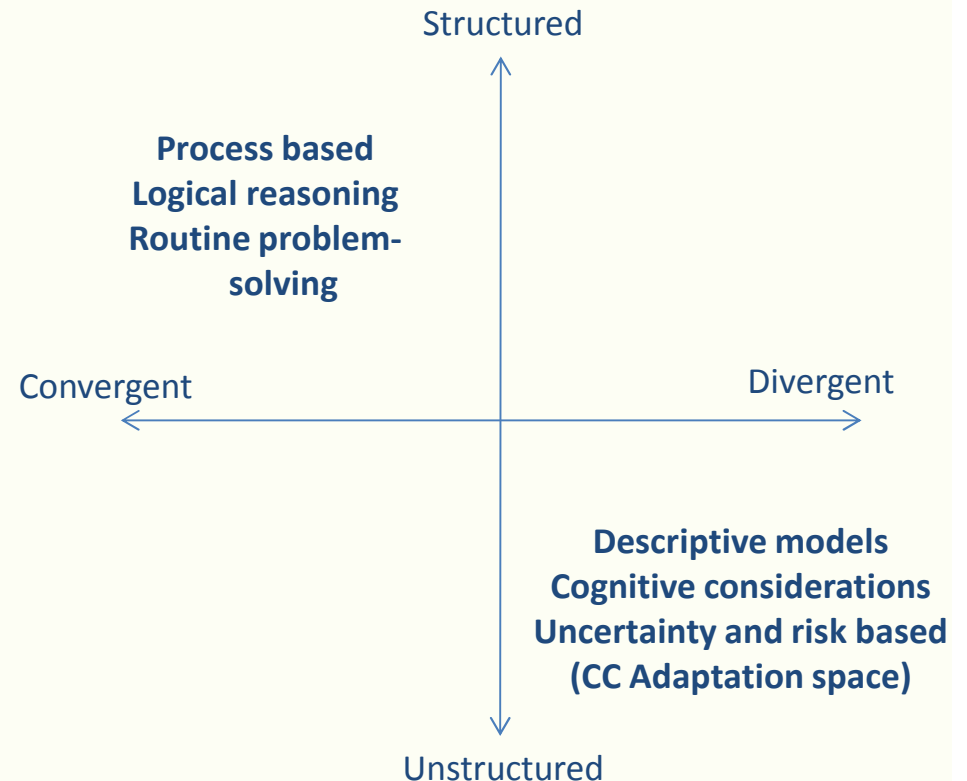 Structured
Process based
Logical reasoning
Routine problem-
solving
Convergent
Divergent
Descriptive models
Cognitive considerations
Uncertainty and risk based
(CC Adaptation space)
Unstructured